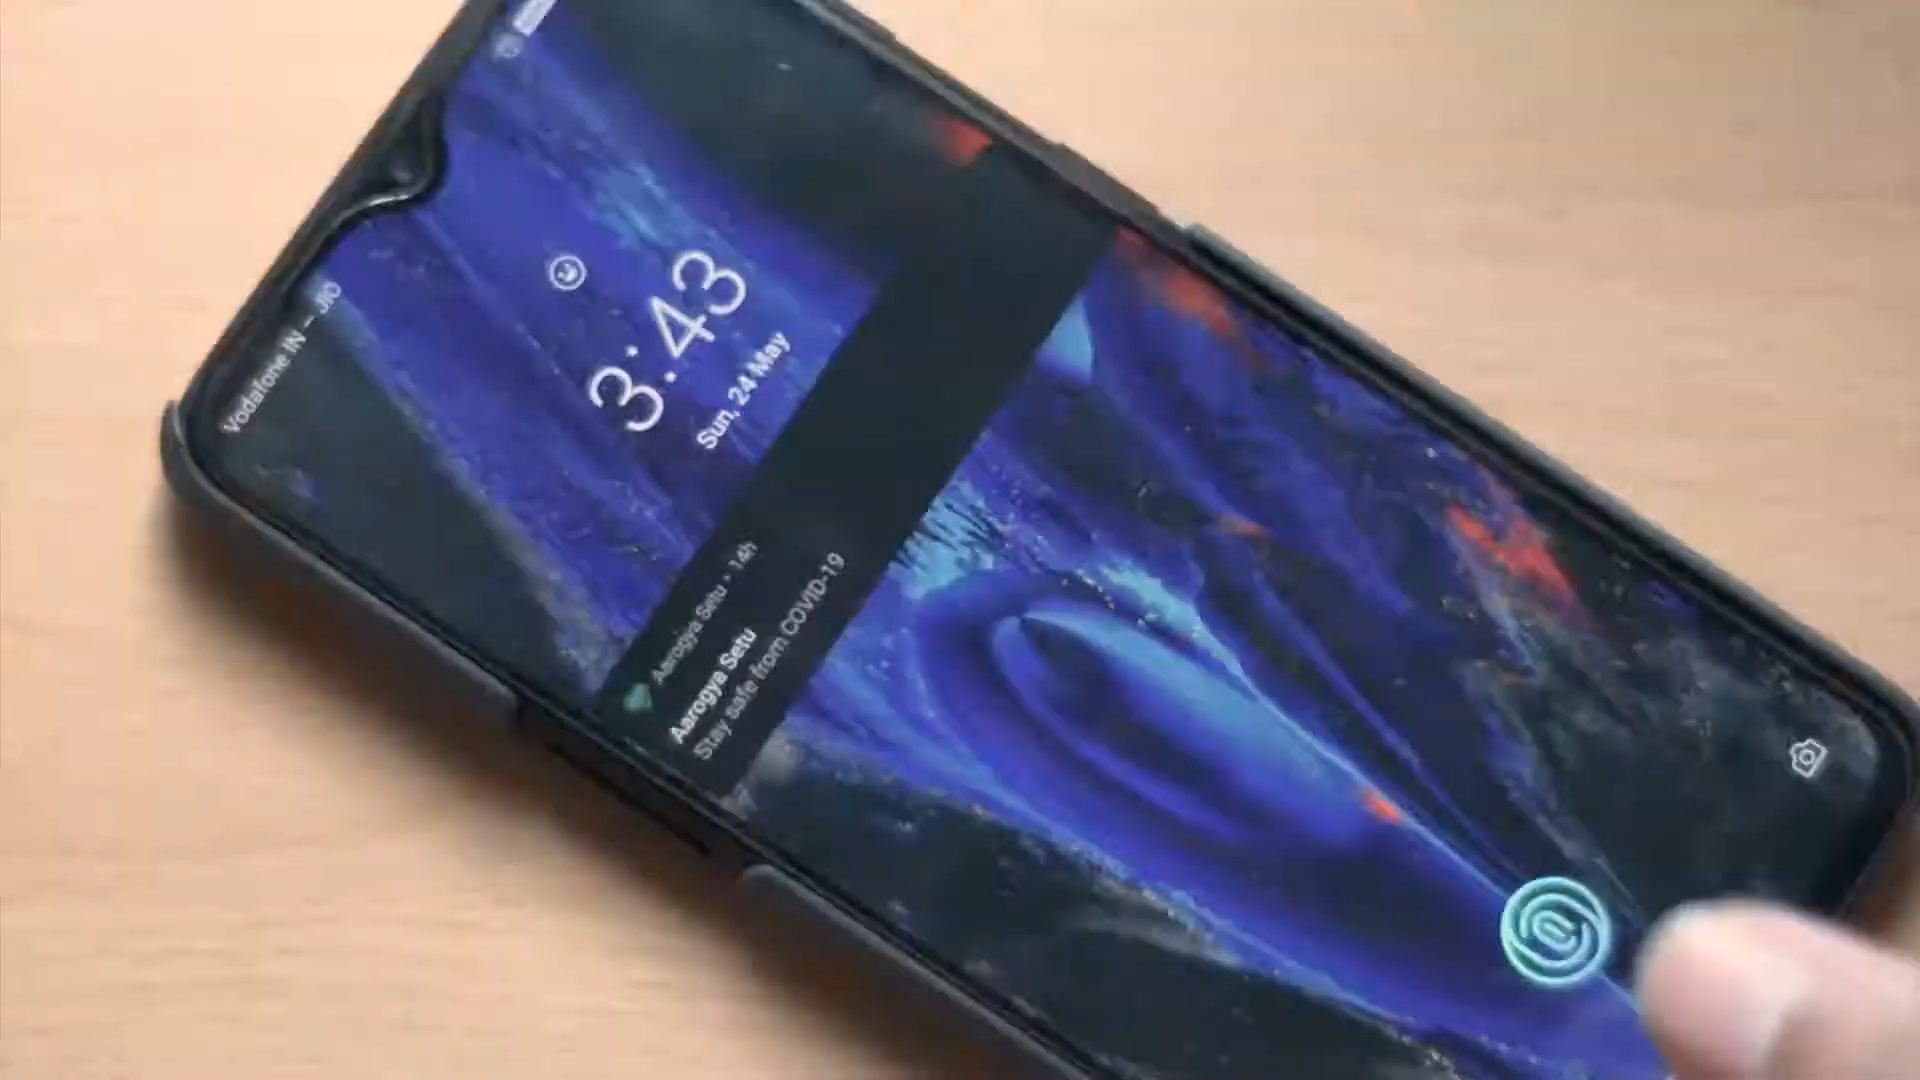 Vodafone IN — JIO
3:43
Sun, 24 May
Aarogya Setu • 14h
Aarogya Setu
Stay safe from COVID-19